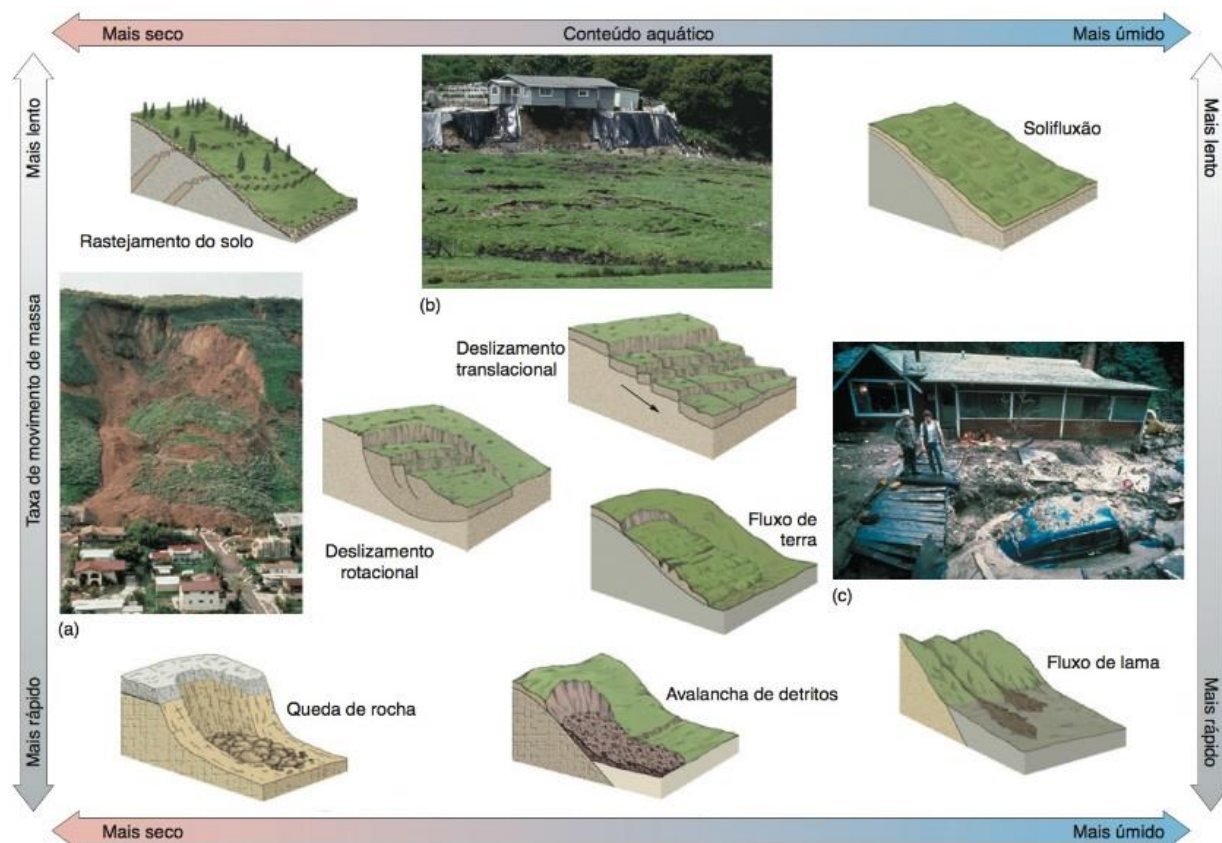 Mais seco
Conteúdo aquático
Mais úmido
Mais lento
Taxa de movimento de massa
Mais rápido
Rastejamento do solo
(b)
Solifluxão
Mais lento
Mais rápido
(a)
Deslizamento
translacional
Deslizamento
rotacional
Fluxo de
terra
(c)
Queda de rocha
Avalancha de detritos
Fluxo de lama
Mais seco
Mais úmido